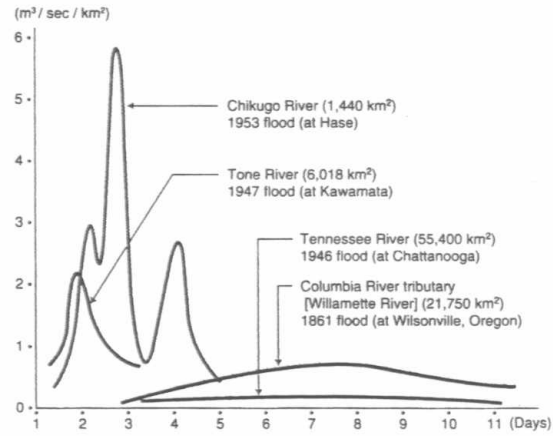 (m³/ sec / km²)
6
5
4
3
2
1
0
Chikugo River (1,440 km²)
1953 flood (at Hase)
Tone River (6,018 km²)
1947 flood (at Kawamata)
Tennessee River (55,400 km²)
1946 flood (at Chattanooga)
Columbia River tributary
[Willamette River] (21,750 km²)
1861 flood (at Wilsonville, Oregon)
1 2 3 4 5 6 7 8 9 10 11 (Days)